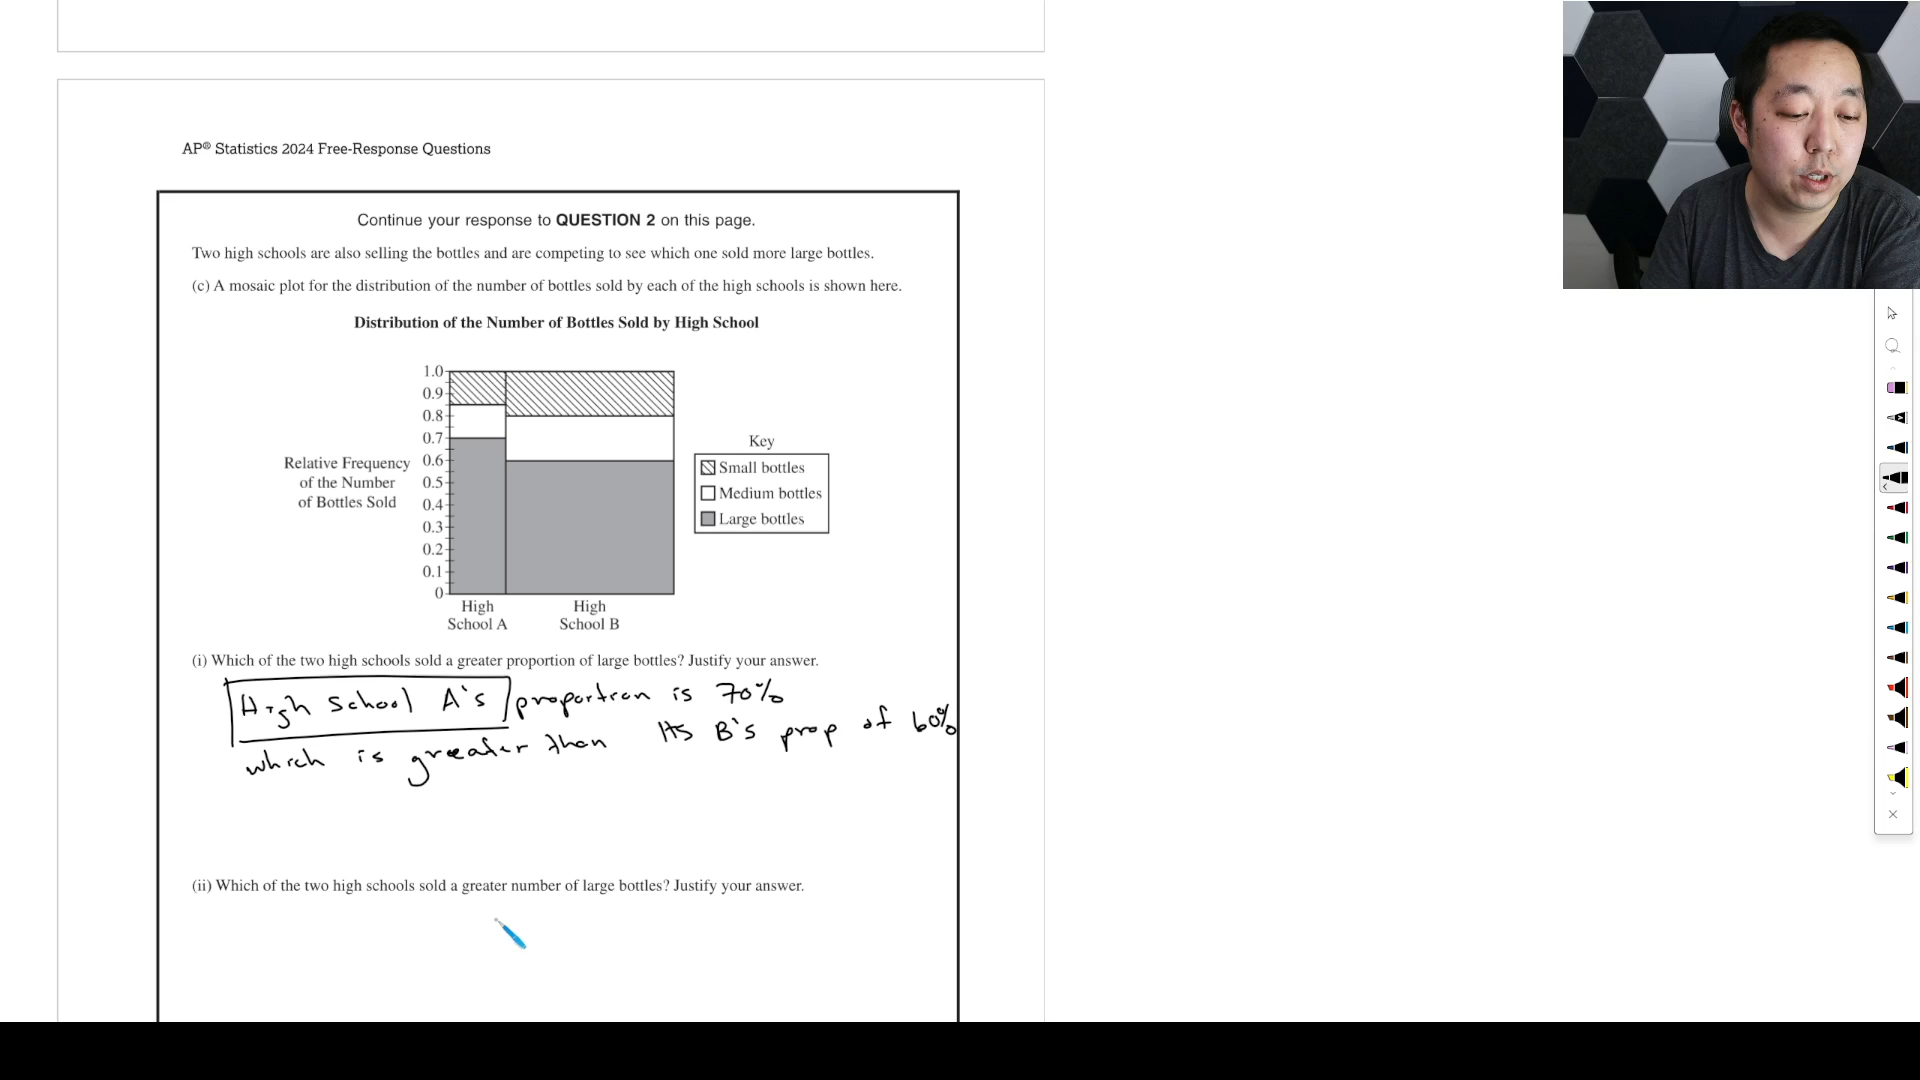 AP® Statistics 2024 Free-Response Questions
Continue your response to QUESTION 2 on this page.
Two high schools are also selling the bottles and are competing to see which one sold more large bottles.
(c) A mosaic plot for the distribution of the number of bottles sold by each of the high schools is shown here.
Distribution of the Number of Bottles Sold by High School
Relative Frequency
of the Number
of Bottles Sold
1.0
0.9
0.8
0.7
0.6
0.5
0.4
0.3
0.2
0.1
0
High
School A
High
School B
Key
Small bottles
Medium bottles
Large bottles
(i) Which of the two high schools sold a greater proportion of large bottles? Justify your answer.
High School A's proportion is 70%
which is greater than HS B's prop of 60%
(ii) Which of the two high schools sold a greater number of large bottles? Justify your answer.